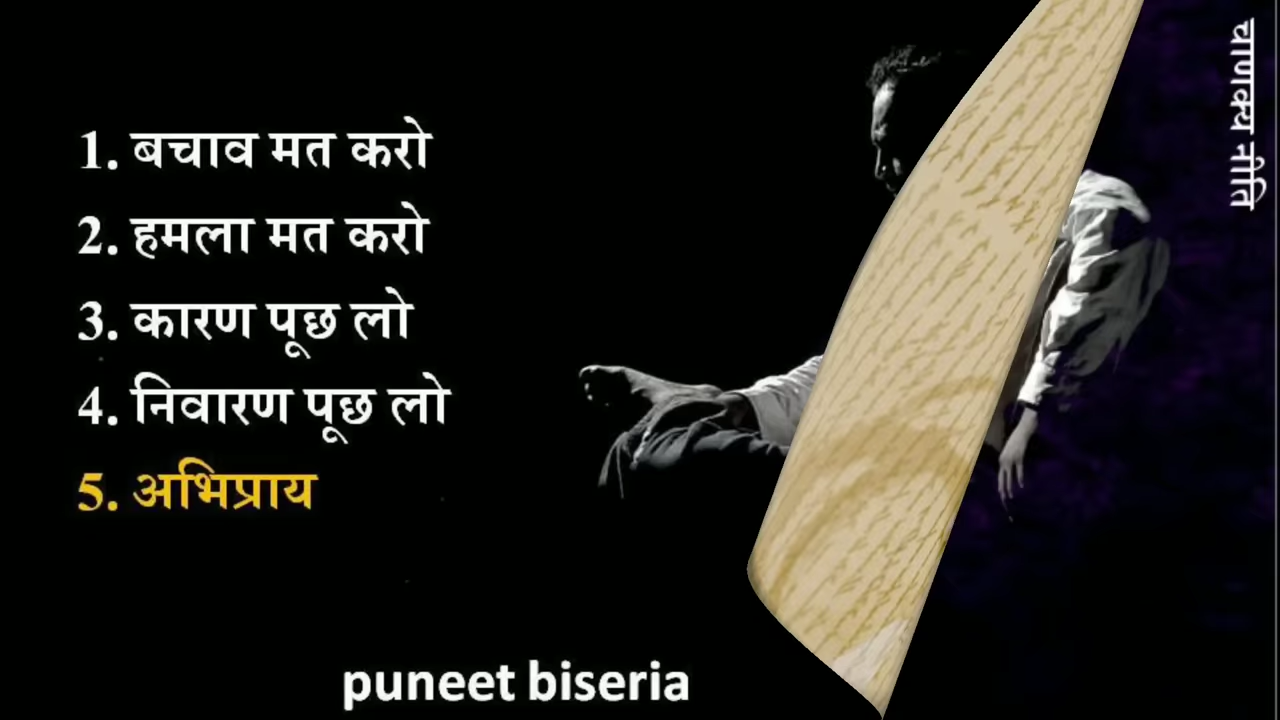 1. बचाव मत करो
2. हमला मत करो
3. कारण पूछ लो
4. निवारण पूछ लो
5. अभिप्राय
puneet biseria
चाणक्य नीति